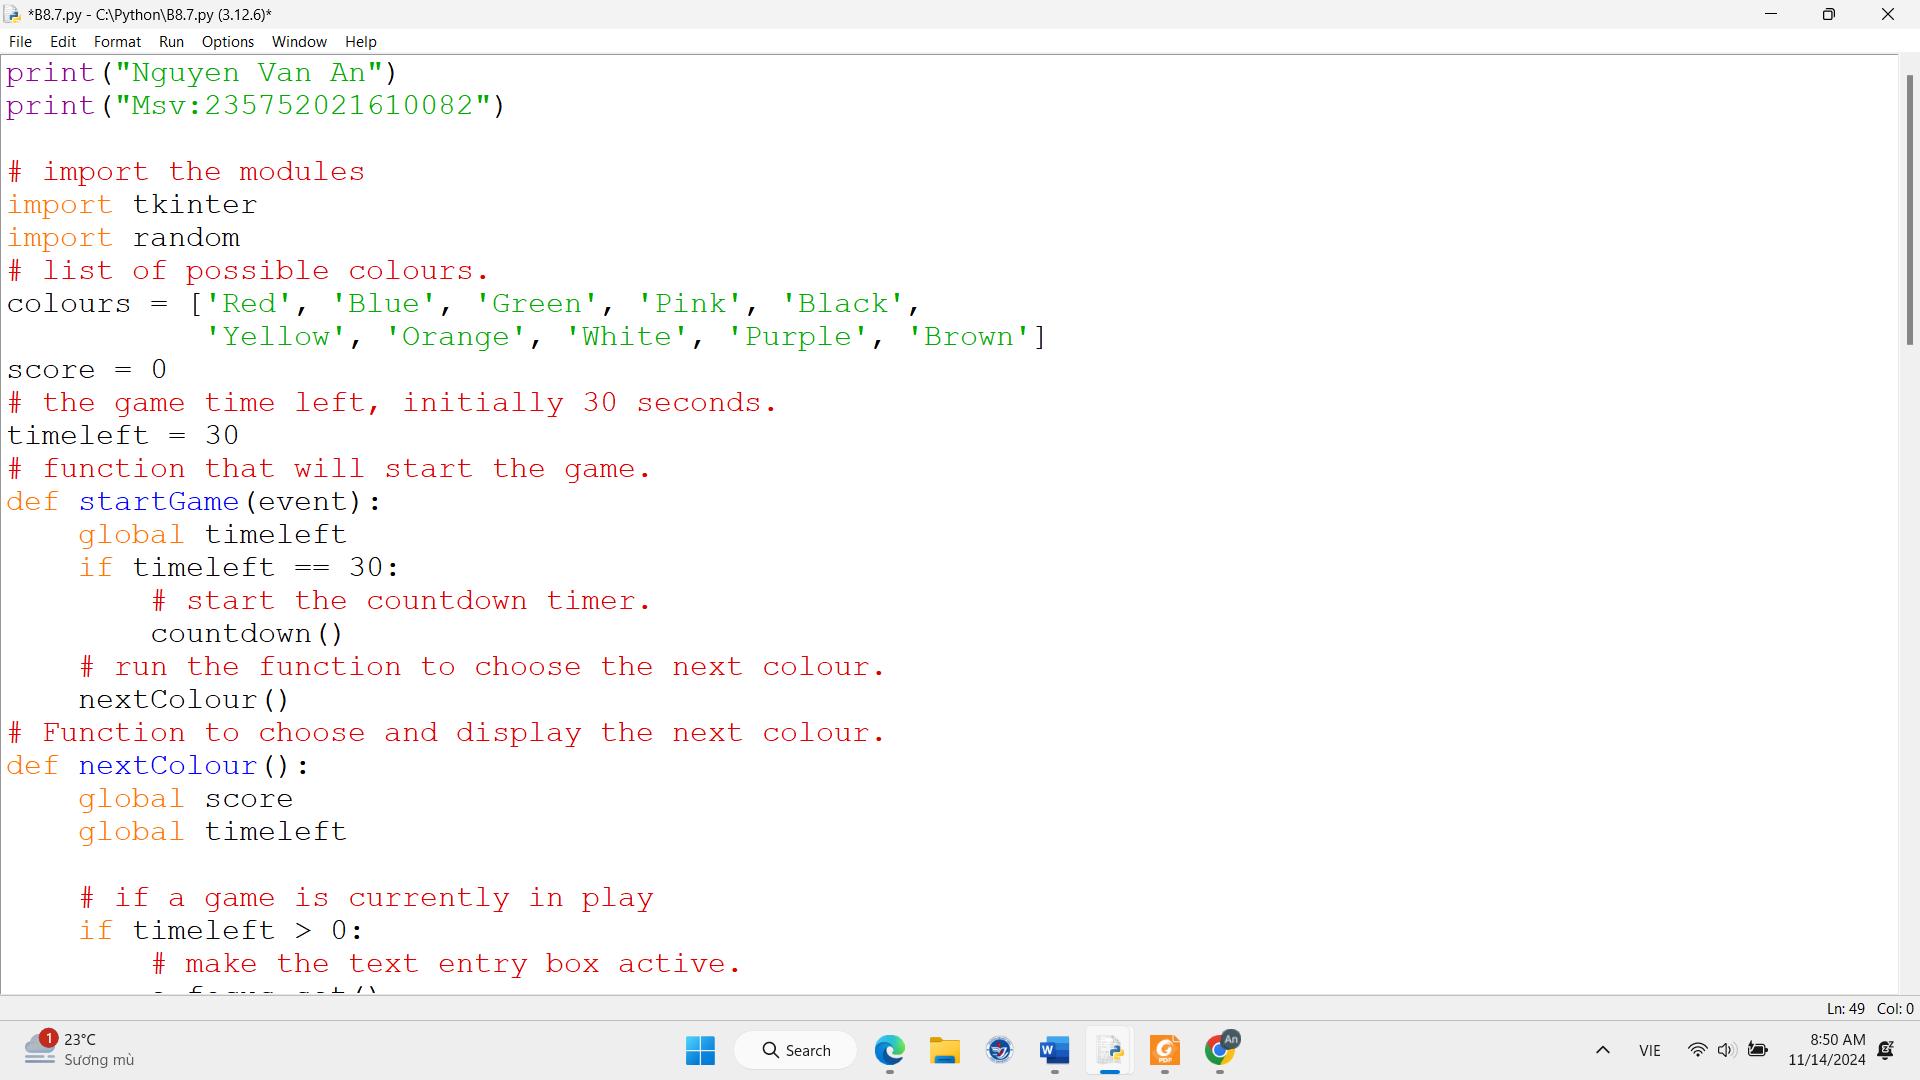 *B8.7.py - C:\Python\B8.7.py (3.12.6)*
File Edit Format Run Options Window Help
print("Nguyen Van An")
print("Msv:235752021610082")
# import the modules
import tkinter
import random
# list of possible colours.
colours = ['Red', 'Blue', 'Green', 'Pink', 'Black',
'Yellow', 'Orange', 'White', 'Purple', 'Brown']
score = 0
# the game time left, initially 30 seconds.
timeleft = 30
# function that will start the game.
def startGame(event):
global timeleft
if timeleft == 30:
# start the countdown timer.
countdown()
# run the function to choose the next colour.
nextColour()
# Function to choose and display the next colour.
def nextColour():
global score
global timeleft
# if a game is currently in play
if timeleft > 0:
# make the text entry box active.
Ln: 49 Col: 0
1
23°C
Sương mù
Search
An
VIE
8:50 AM
11/14/2024